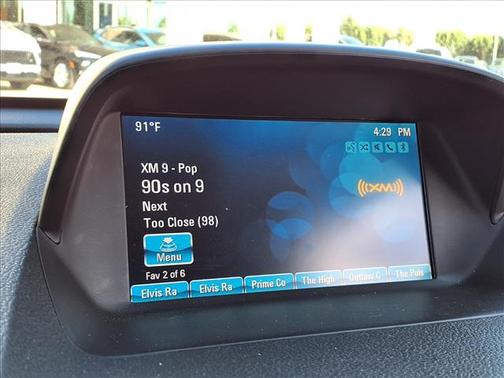 91°F 4:29 PM
XM 9 - Pop
90s on 9
((XM))
Next
Too Close (98)
Menu
Fav 2 of 6
Elvis Ra Elvis Ra Prime Co The High Outlaw C The Puls